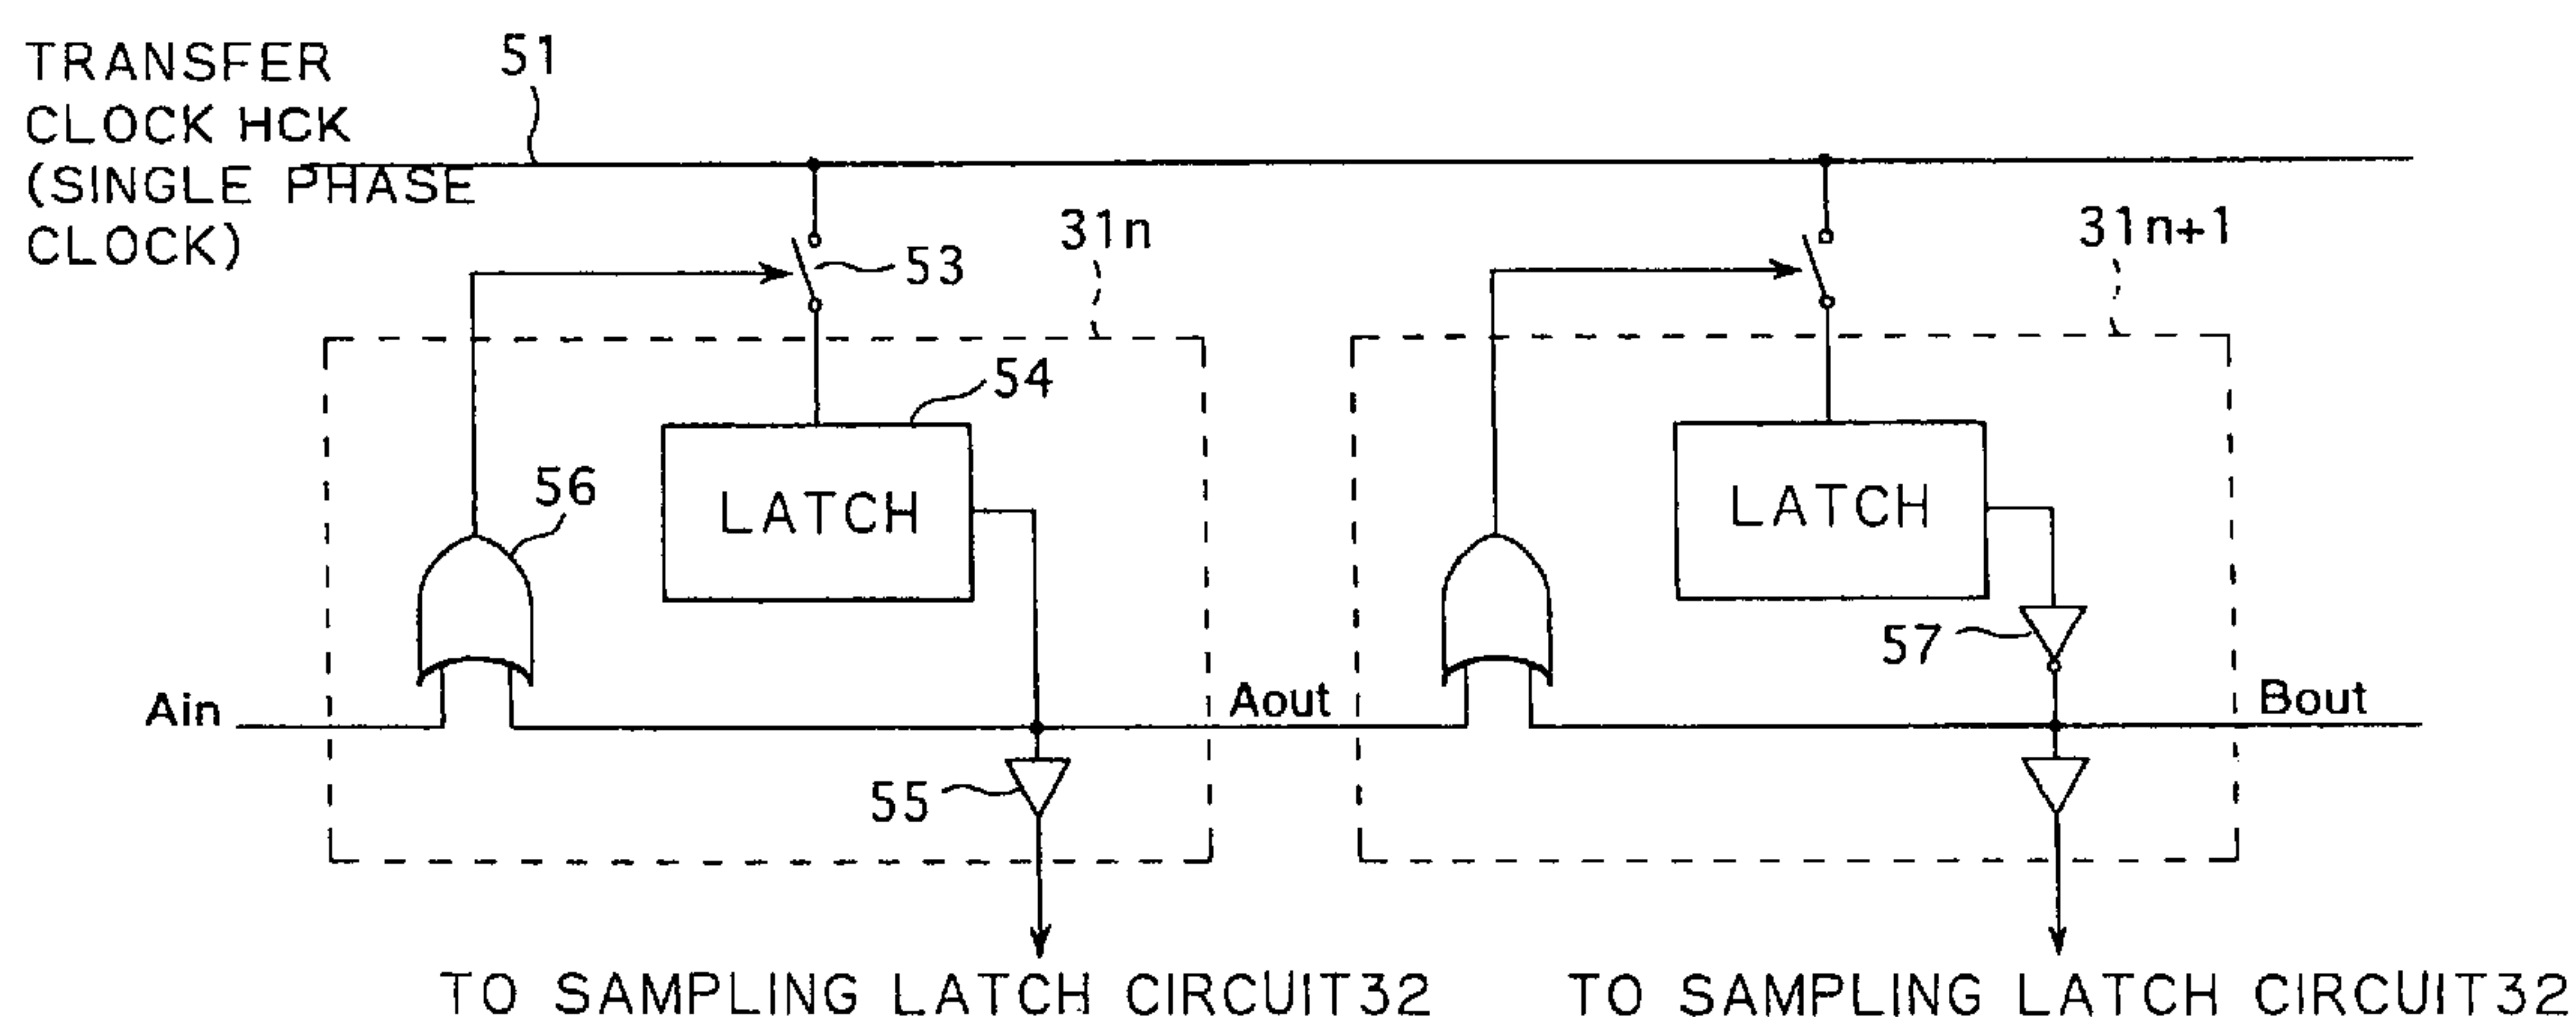 TRANSFER
CLOCK HCK
(SINGLE PHASE
CLOCK)
51
53
31n
31n+1
54
56
LATCH
LATCH
57
Ain
Aout
Bout
55
TO SAMPLING LATCH CIRCUIT32
TO SAMPLING LATCH CIRCUIT32